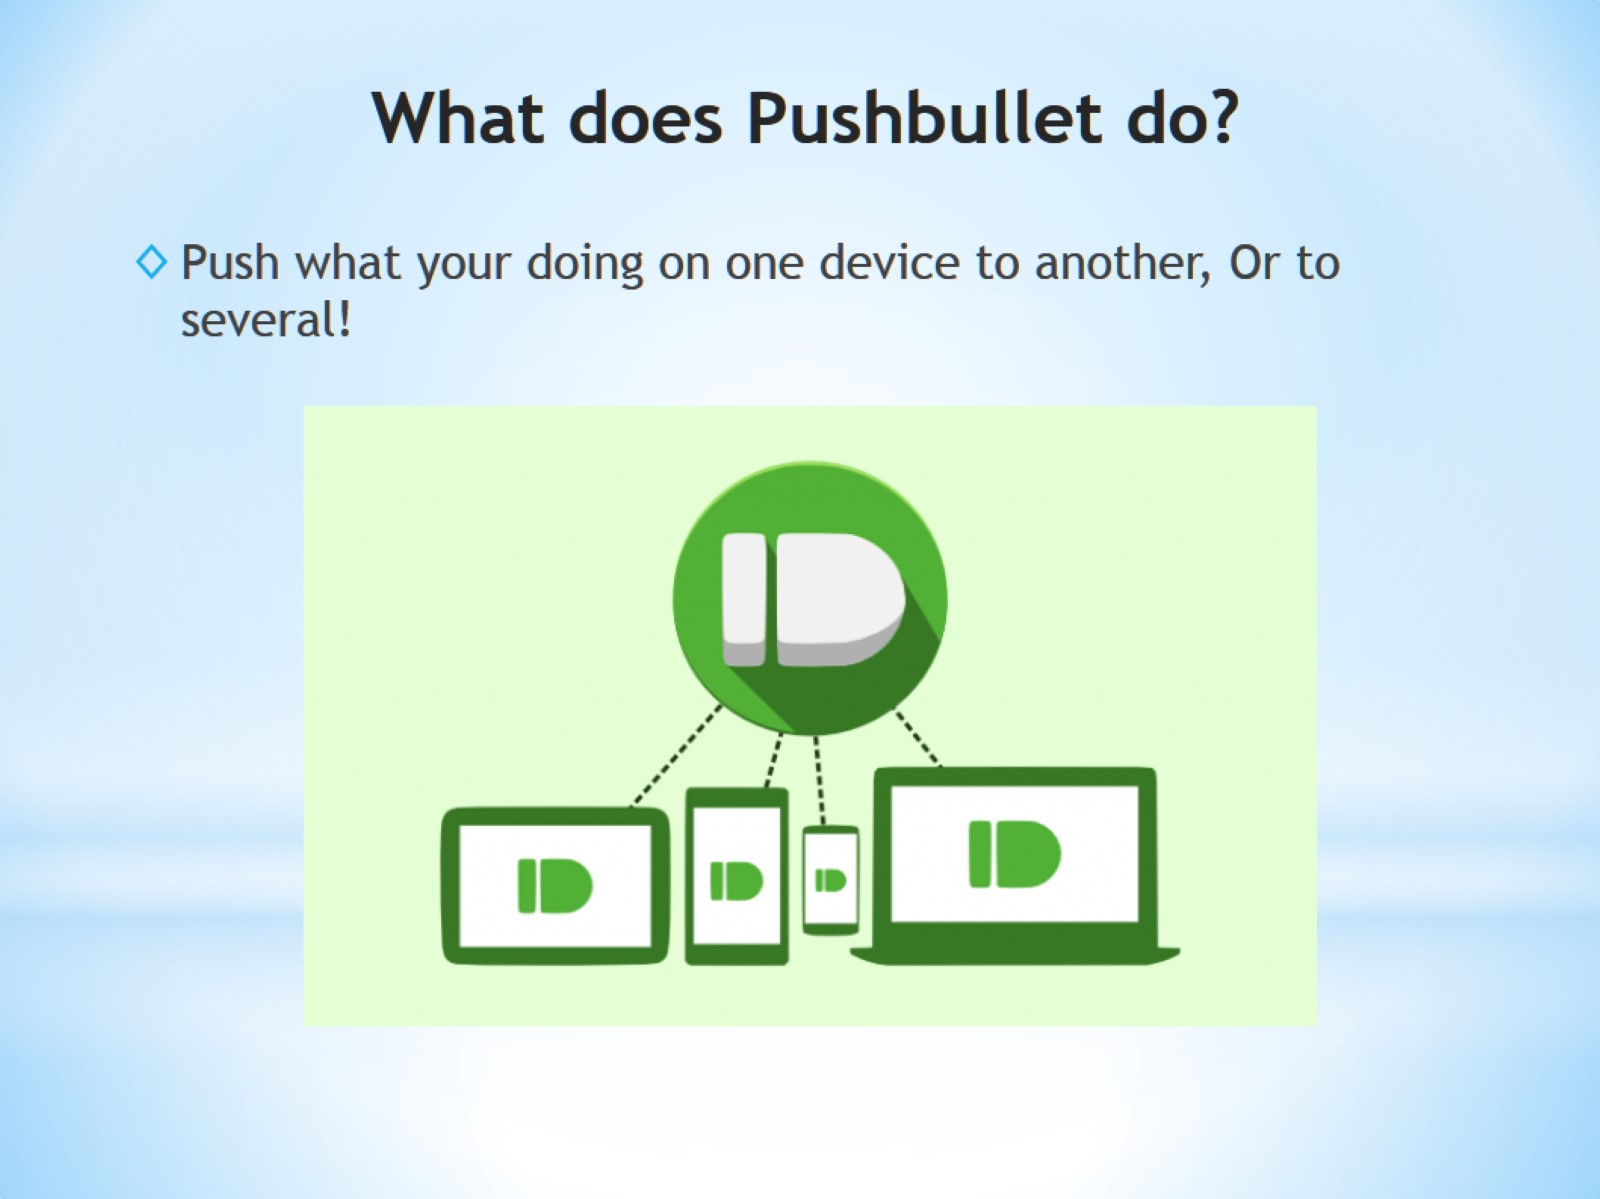 What does Pushbullet do?
Push what your doing on one device to another, Or to
several!